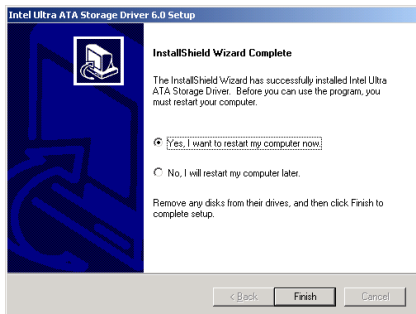 Intel Ultra ATA Storage Driver 6.0 Setup
InstallShield Wizard Complete
The InstallShield Wizard has successfully installed Intel Ultra
ATA Storage Driver. Before you can use the program, you
must restart your computer.
Yes, I want to restart my computer now.
No, I will restart my computer later.
Remove any disks from their drives, and then click Finish to
complete setup.
< Back Finish Cancel